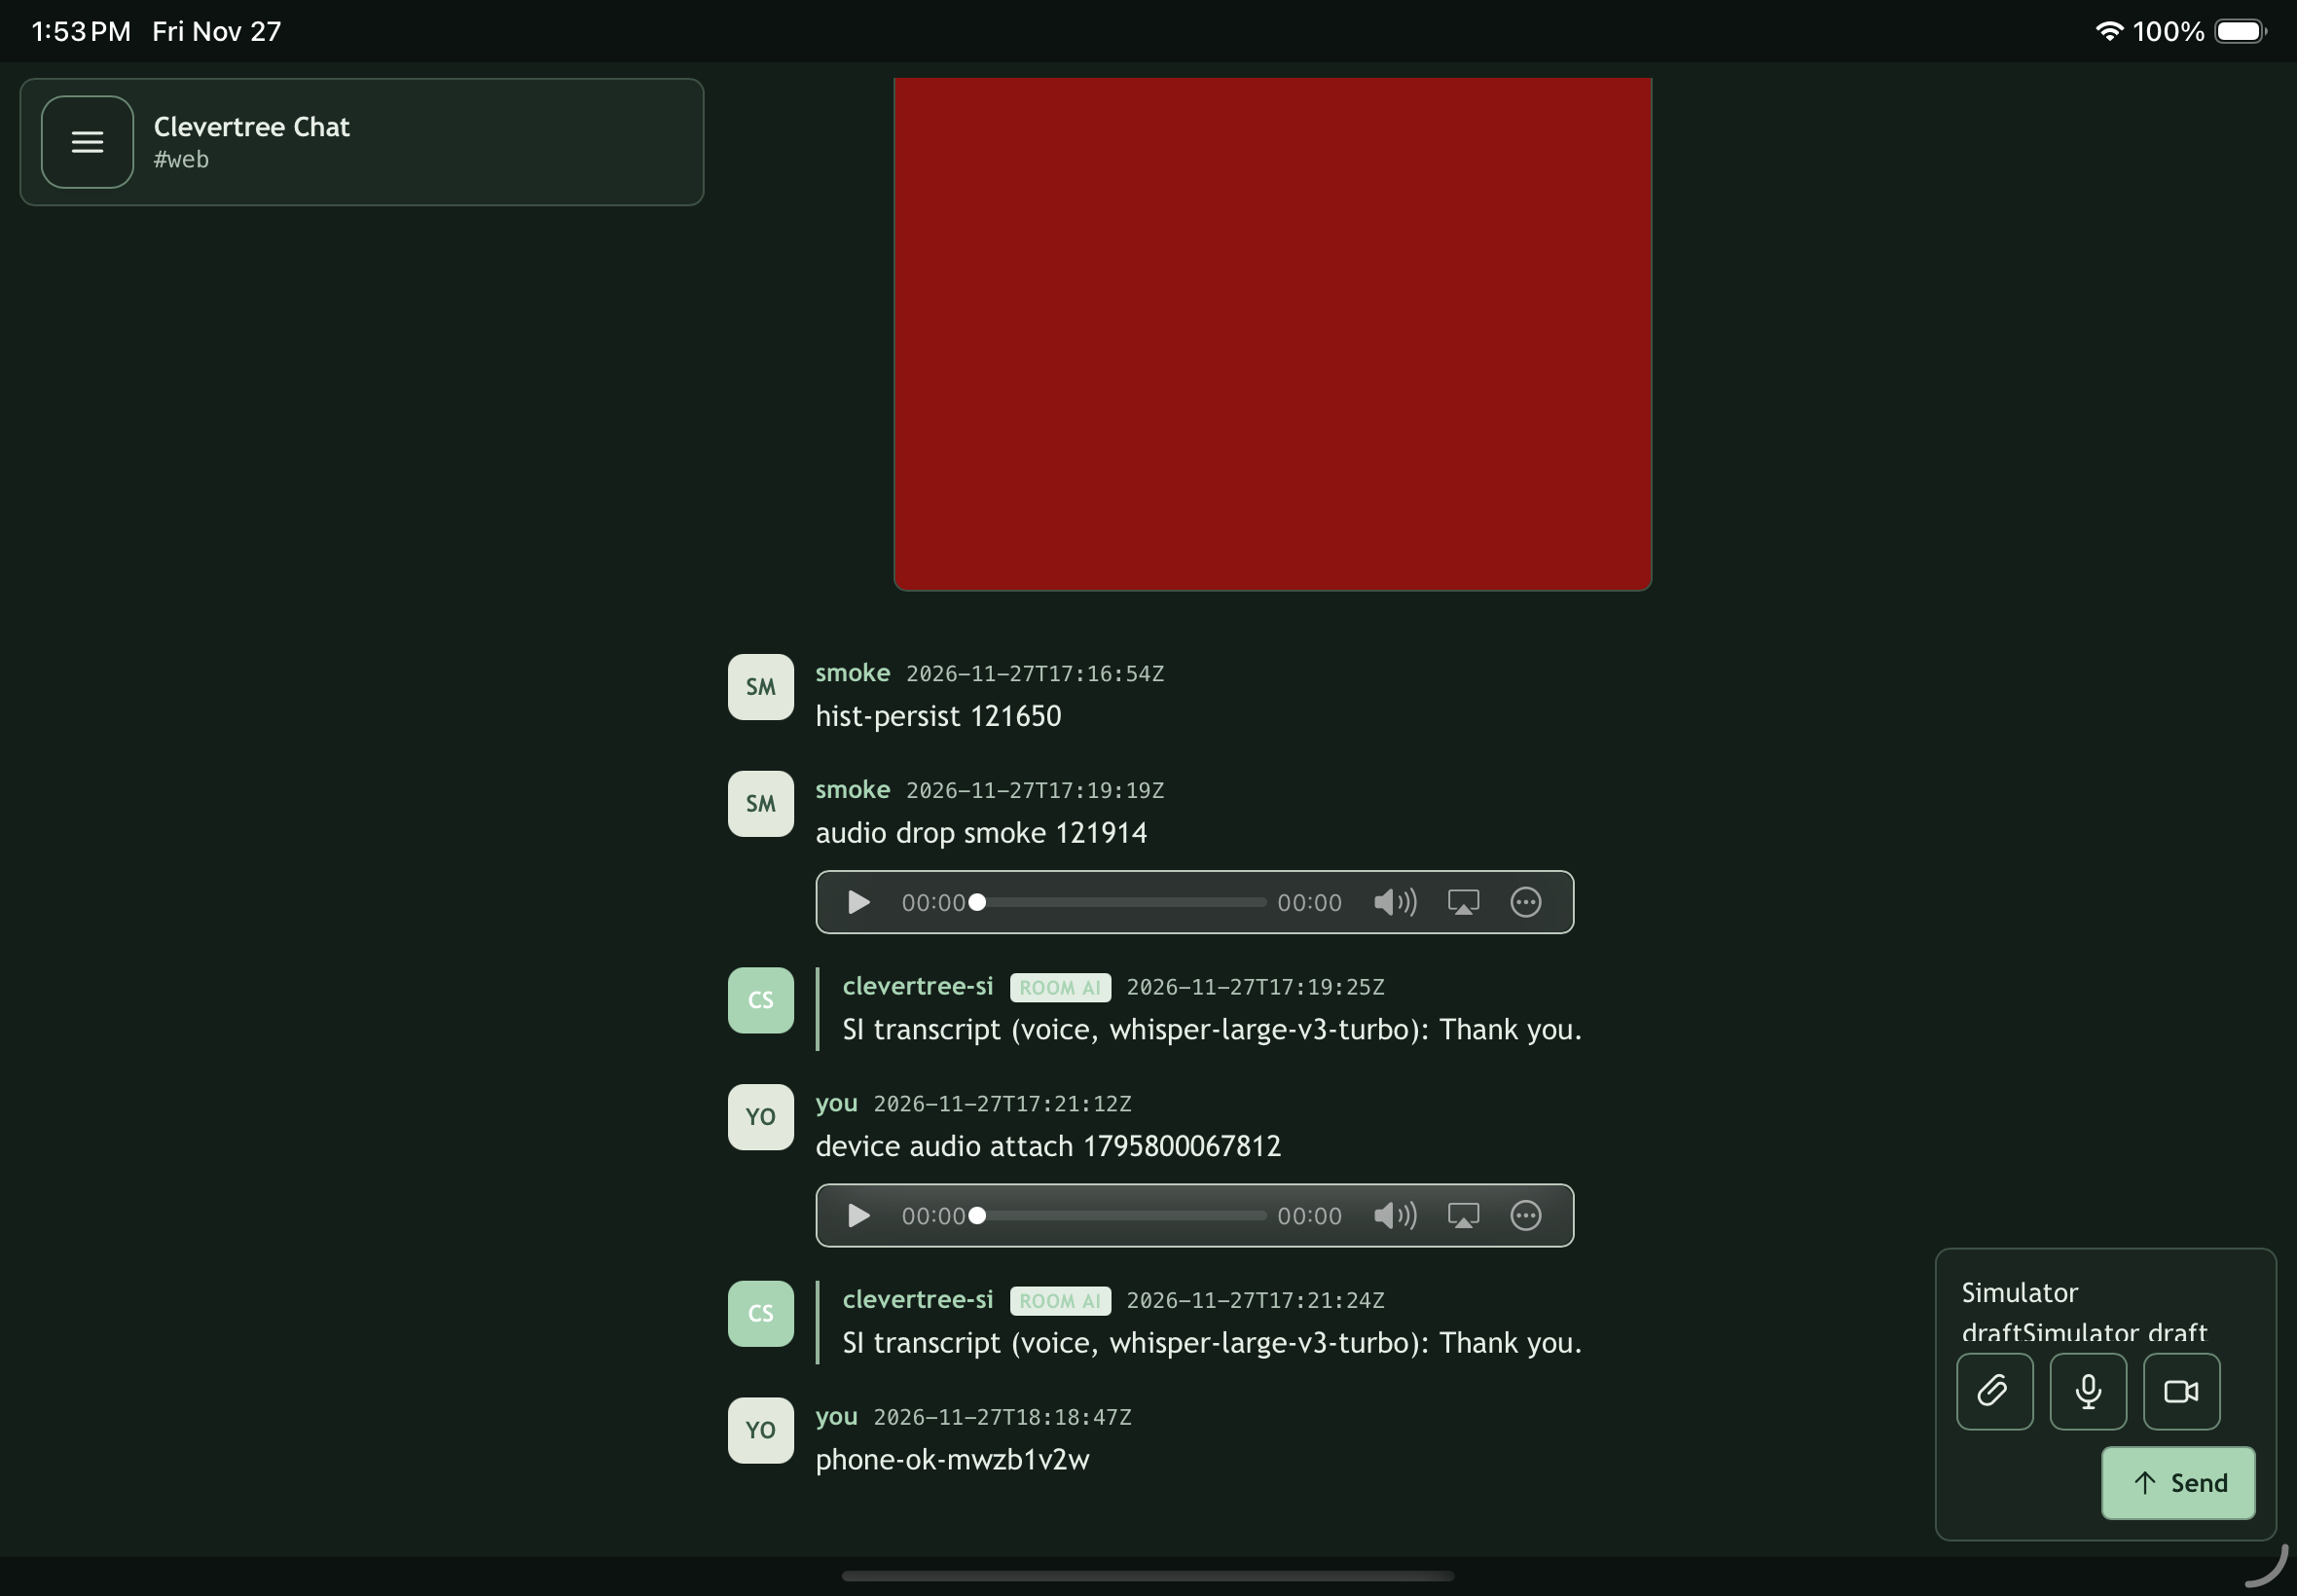 1:53 PM Fri Nov 27
100%
Clevertree Chat
#web
SM
smoke 2026-11-27T17:16:54Z
hist-persist 121650
SM
smoke 2026-11-27T17:19:19Z
audio drop smoke 121914
00:00 00:00
CS
clevertree-si ROOM AI 2026-11-27T17:19:25Z
SI transcript (voice, whisper-large-v3-turbo): Thank you.
YO
you 2026-11-27T17:21:12Z
device audio attach 1795800067812
00:00 00:00
CS
clevertree-si ROOM AI 2026-11-27T17:21:24Z
SI transcript (voice, whisper-large-v3-turbo): Thank you.
YO
you 2026-11-27T18:18:47Z
phone-ok-mwzb1v2w
Simulator
draftSimulator draft
Send